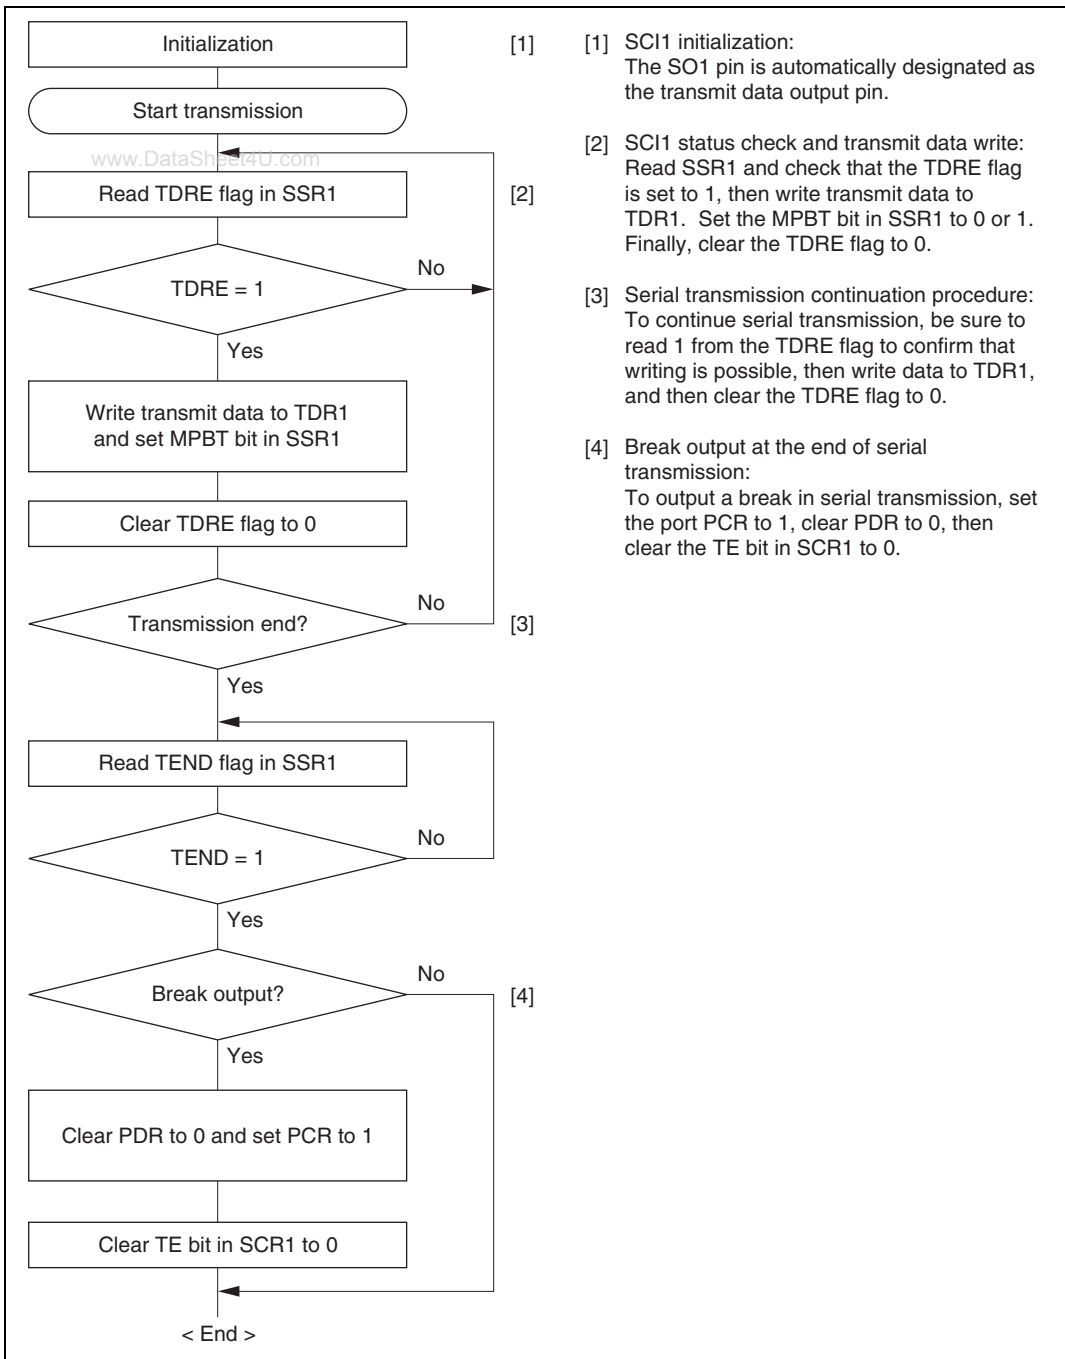 Initialization
[1]
Start transmission
www.DataSheet4U.com
Read TDRE flag in SSR1
[2]
TDRE = 1
No
Yes
Write transmit data to TDR1
and set MPBT bit in SSR1
Clear TDRE flag to 0
Transmission end?
No
[3]
Yes
Read TEND flag in SSR1
TEND = 1
No
Yes
Break output?
No
[4]
Yes
Clear PDR to 0 and set PCR to 1
Clear TE bit in SCR1 to 0
< End >
[1] SCI1 initialization:
The SO1 pin is automatically designated as
the transmit data output pin.
[2] SCI1 status check and transmit data write:
Read SSR1 and check that the TDRE flag
is set to 1, then write transmit data to
TDR1. Set the MPBT bit in SSR1 to 0 or 1.
Finally, clear the TDRE flag to 0.
[3] Serial transmission continuation procedure:
To continue serial transmission, be sure to
read 1 from the TDRE flag to confirm that
writing is possible, then write data to TDR1,
and then clear the TDRE flag to 0.
[4] Break output at the end of serial
transmission:
To output a break in serial transmission, set
the port PCR to 1, clear PDR to 0, then
clear the TE bit in SCR1 to 0.